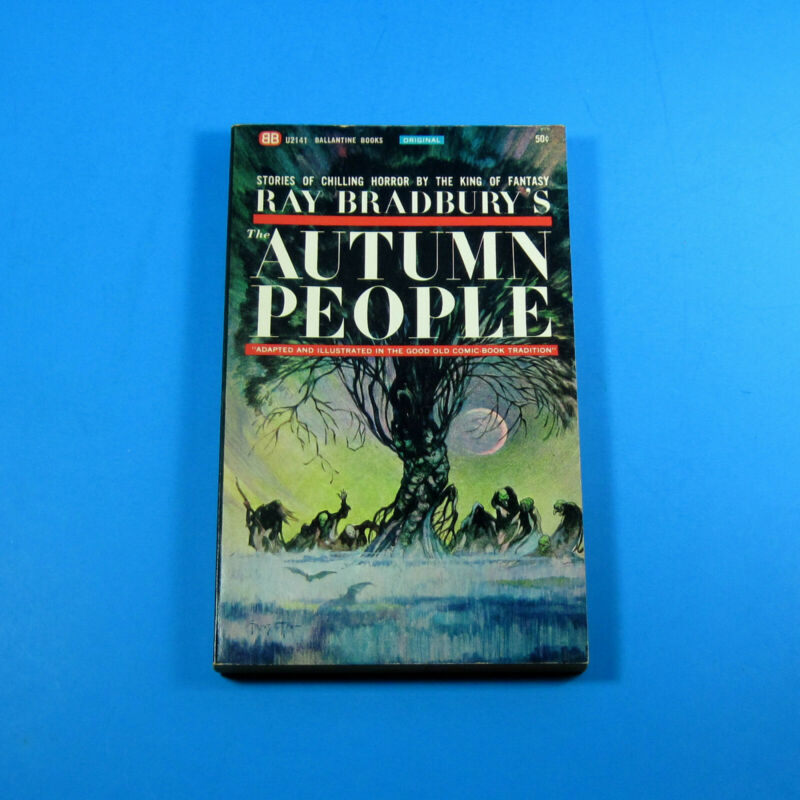 BB U2141 BALLANTINE BOOKS ORIGINAL 50¢
STORIES OF CHILLING HORROR BY THE KING OF FANTASY
RAY BRADBURY'S
The
AUTUMN
PEOPLE
"ADAPTED AND ILLUSTRATED IN THE GOOD OLD COMIC-BOOK TRADITION"